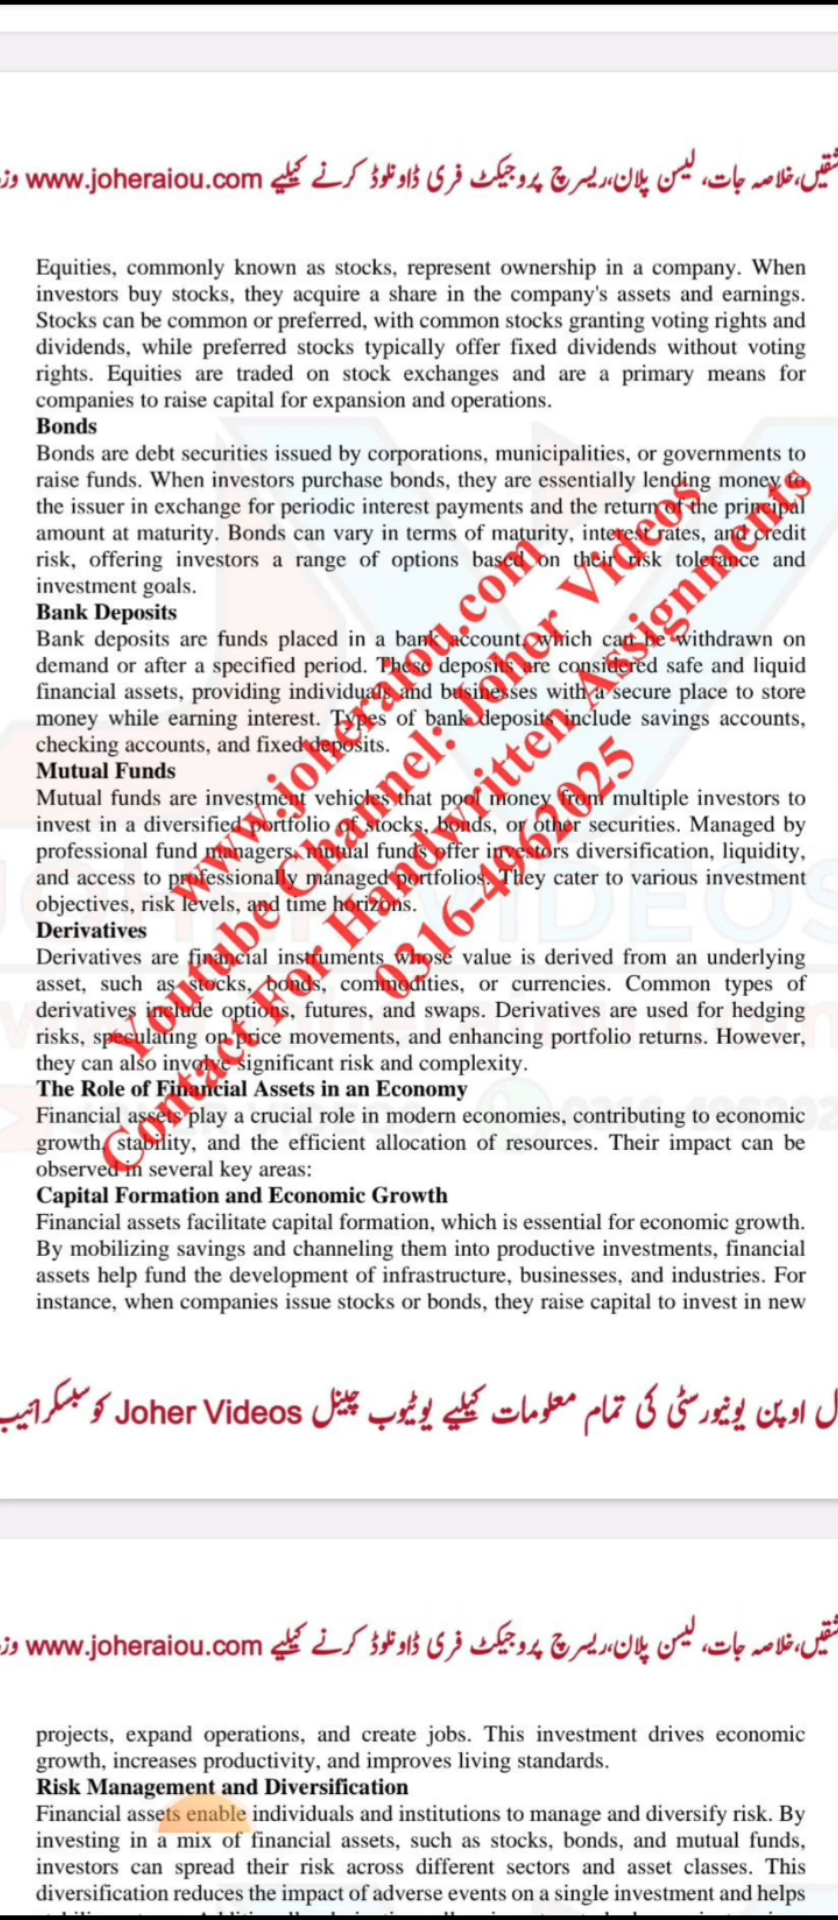 شقیں،خلاصہ جات، لیسن پلان،ریسرچ پروجیکٹ فری ڈاونلوڈ کرنے کیلیے www.joheraiou.com وز
Equities, commonly known as stocks, represent ownership in a company. When
investors buy stocks, they acquire a share in the company's assets and earnings.
Stocks can be common or preferred, with common stocks granting voting rights and
dividends, while preferred stocks typically offer fixed dividends without voting
rights. Equities are traded on stock exchanges and are a primary means for
companies to raise capital for expansion and operations.
Bonds
Bonds are debt securities issued by corporations, municipalities, or governments to
raise funds. When investors purchase bonds, they are essentially lending money to
the issuer in exchange for periodic interest payments and the return of the principal
amount at maturity. Bonds can vary in terms of maturity, interest rates, and credit
risk, offering investors a range of options based on their risk tolerance and
investment goals.
Bank Deposits
Bank deposits are funds placed in a bank account, which can be withdrawn on
demand or after a specified period. These deposits are considered safe and liquid
financial assets, providing individuals and businesses with a secure place to store
money while earning interest. Types of bank deposits include savings accounts,
checking accounts, and fixed deposits.
Mutual Funds
Mutual funds are investment vehicles that pool money from multiple investors to
invest in a diversified portfolio of stocks, bonds, or other securities. Managed by
professional fund managers, mutual funds offer investors diversification, liquidity,
and access to professionally managed portfolios. They cater to various investment
objectives, risk levels, and time horizons.
Derivatives
Derivatives are financial instruments whose value is derived from an underlying
asset, such as stocks, bonds, commodities, or currencies. Common types of
derivatives include options, futures, and swaps. Derivatives are used for hedging
risks, speculating on price movements, and enhancing portfolio returns. However,
they can also involve significant risk and complexity.
The Role of Financial Assets in an Economy
Financial assets play a crucial role in modern economies, contributing to economic
growth, stability, and the efficient allocation of resources. Their impact can be
observed in several key areas:
Capital Formation and Economic Growth
Financial assets facilitate capital formation, which is essential for economic growth.
By mobilizing savings and channeling them into productive investments, financial
assets help fund the development of infrastructure, businesses, and industries. For
instance, when companies issue stocks or bonds, they raise capital to invest in new
www.joheraiou.com
Youtube Channel: Joher Videos
Contact For Handwritten Assignments
0316-4962025
ل اوپن یونیورسٹی کی تمام معلومات کیلیے یوٹیوب چینل Joher Videos کو سبسکرائیب
شقیں،خلاصہ جات، لیسن پلان،ریسرچ پروجیکٹ فری ڈاونلوڈ کرنے کیلیے www.joheraiou.com وز
projects, expand operations, and create jobs. This investment drives economic
growth, increases productivity, and improves living standards.
Risk Management and Diversification
Financial assets enable individuals and institutions to manage and diversify risk. By
investing in a mix of financial assets, such as stocks, bonds, and mutual funds,
investors can spread their risk across different sectors and asset classes. This
diversification reduces the impact of adverse events on a single investment and helps